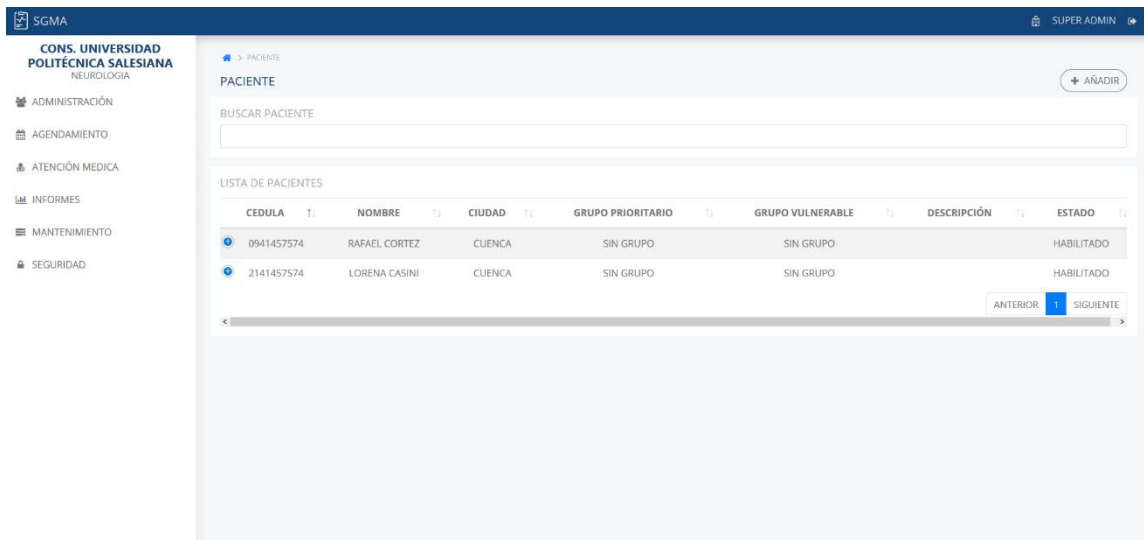 SGMA
SUPER ADMIN
CONS. UNIVERSIDAD
POLITÉCNICA SALESIANA
NEUROLOGIA
ADMINISTRACIÓN
AGENDAMIENTO
ATENCIÓN MEDICA
INFORMES
MANTENIMIENTO
SEGURIDAD
> PACIENTE
PACIENTE
+ AÑADIR
BUSCAR PACIENTE
LISTA DE PACIENTES
CEDULA NOMBRE CIUDAD GRUPO PRIORITARIO GRUPO VULNERABLE DESCRIPCIÓN ESTADO
0941457574 RAFAEL CORTEZ CUENCA SIN GRUPO SIN GRUPO HABILITADO
2141457574 LORENA CASINI CUENCA SIN GRUPO SIN GRUPO HABILITADO
ANTERIOR 1 SIGUIENTE